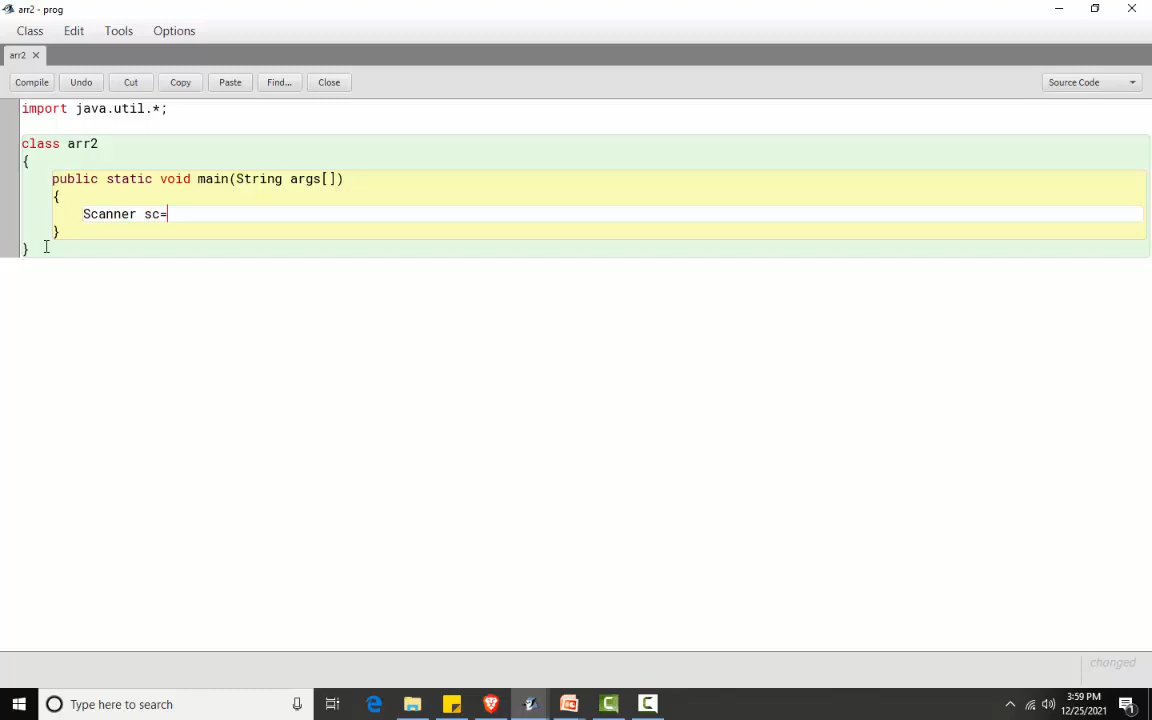 arr2 - prog
Class Edit Tools Options
arr2
Compile Undo Cut Copy Paste Find... Close Source Code
import java.util.*;
class arr2
{
public static void main(String args[])
{
Scanner sc=
}
}
changed
Type here to search
3:59 PM
12/25/2021
1